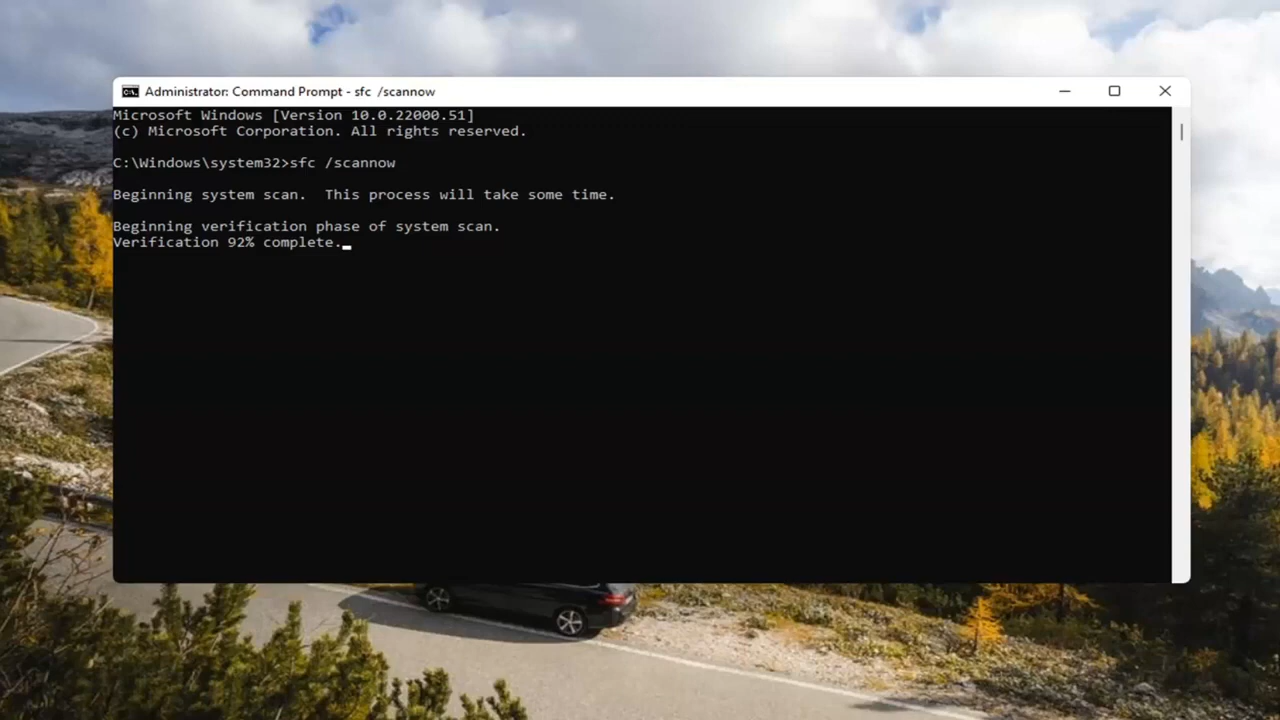 Administrator: Command Prompt - sfc  /scannow
Microsoft Windows [Version 10.0.22000.51]
(c) Microsoft Corporation. All rights reserved.
C:\Windows\system32>sfc /scannow
Beginning system scan.  This process will take some time.
Beginning verification phase of system scan.
Verification 92% complete.